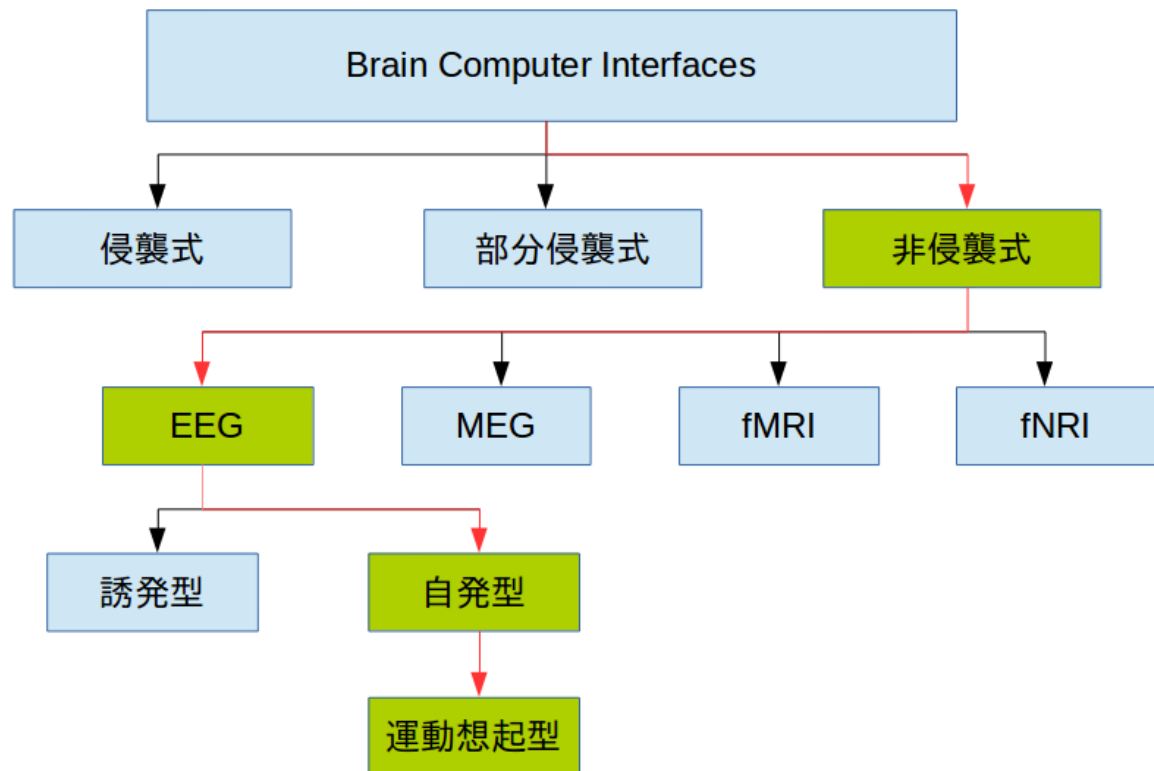 Brain Computer Interfaces
侵襲式
部分侵襲式
非侵襲式
EEG
MEG
fMRI
fNRI
誘発型
自発型
運動想起型